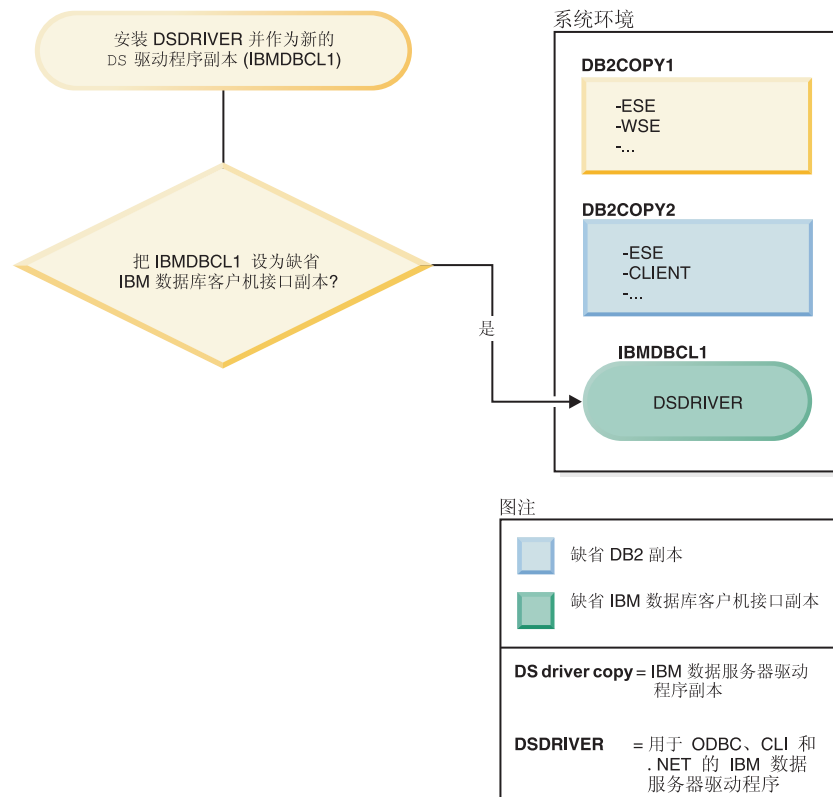 安装 DSDRIVER 并作为新的
DS 驱动程序副本 (IBMDBCL1)
把 IBMDBCL1 设为缺省
IBM 数据库客户机接口副本?
是
系统环境
DB2COPY1
-ESE
-WSE
-...
DB2COPY2
-ESE
-CLIENT
-...
IBMDBCL1
DSDRIVER
图注
缺省 DB2 副本
缺省 IBM 数据库客户机接口副本
DS driver copy = IBM 数据服务器驱动
程序副本
DSDRIVER = 用于 ODBC、CLI 和
.NET 的 IBM 数据
服务器驱动程序